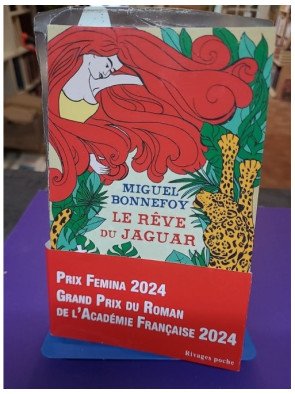 MIGUEL
BONNEFOY
LE RÊVE
DU JAGUAR
PRIX FEMINA 2024
GRAND PRIX DU ROMAN
DE L'ACADÉMIE FRANÇAISE 2024
Rivages poche